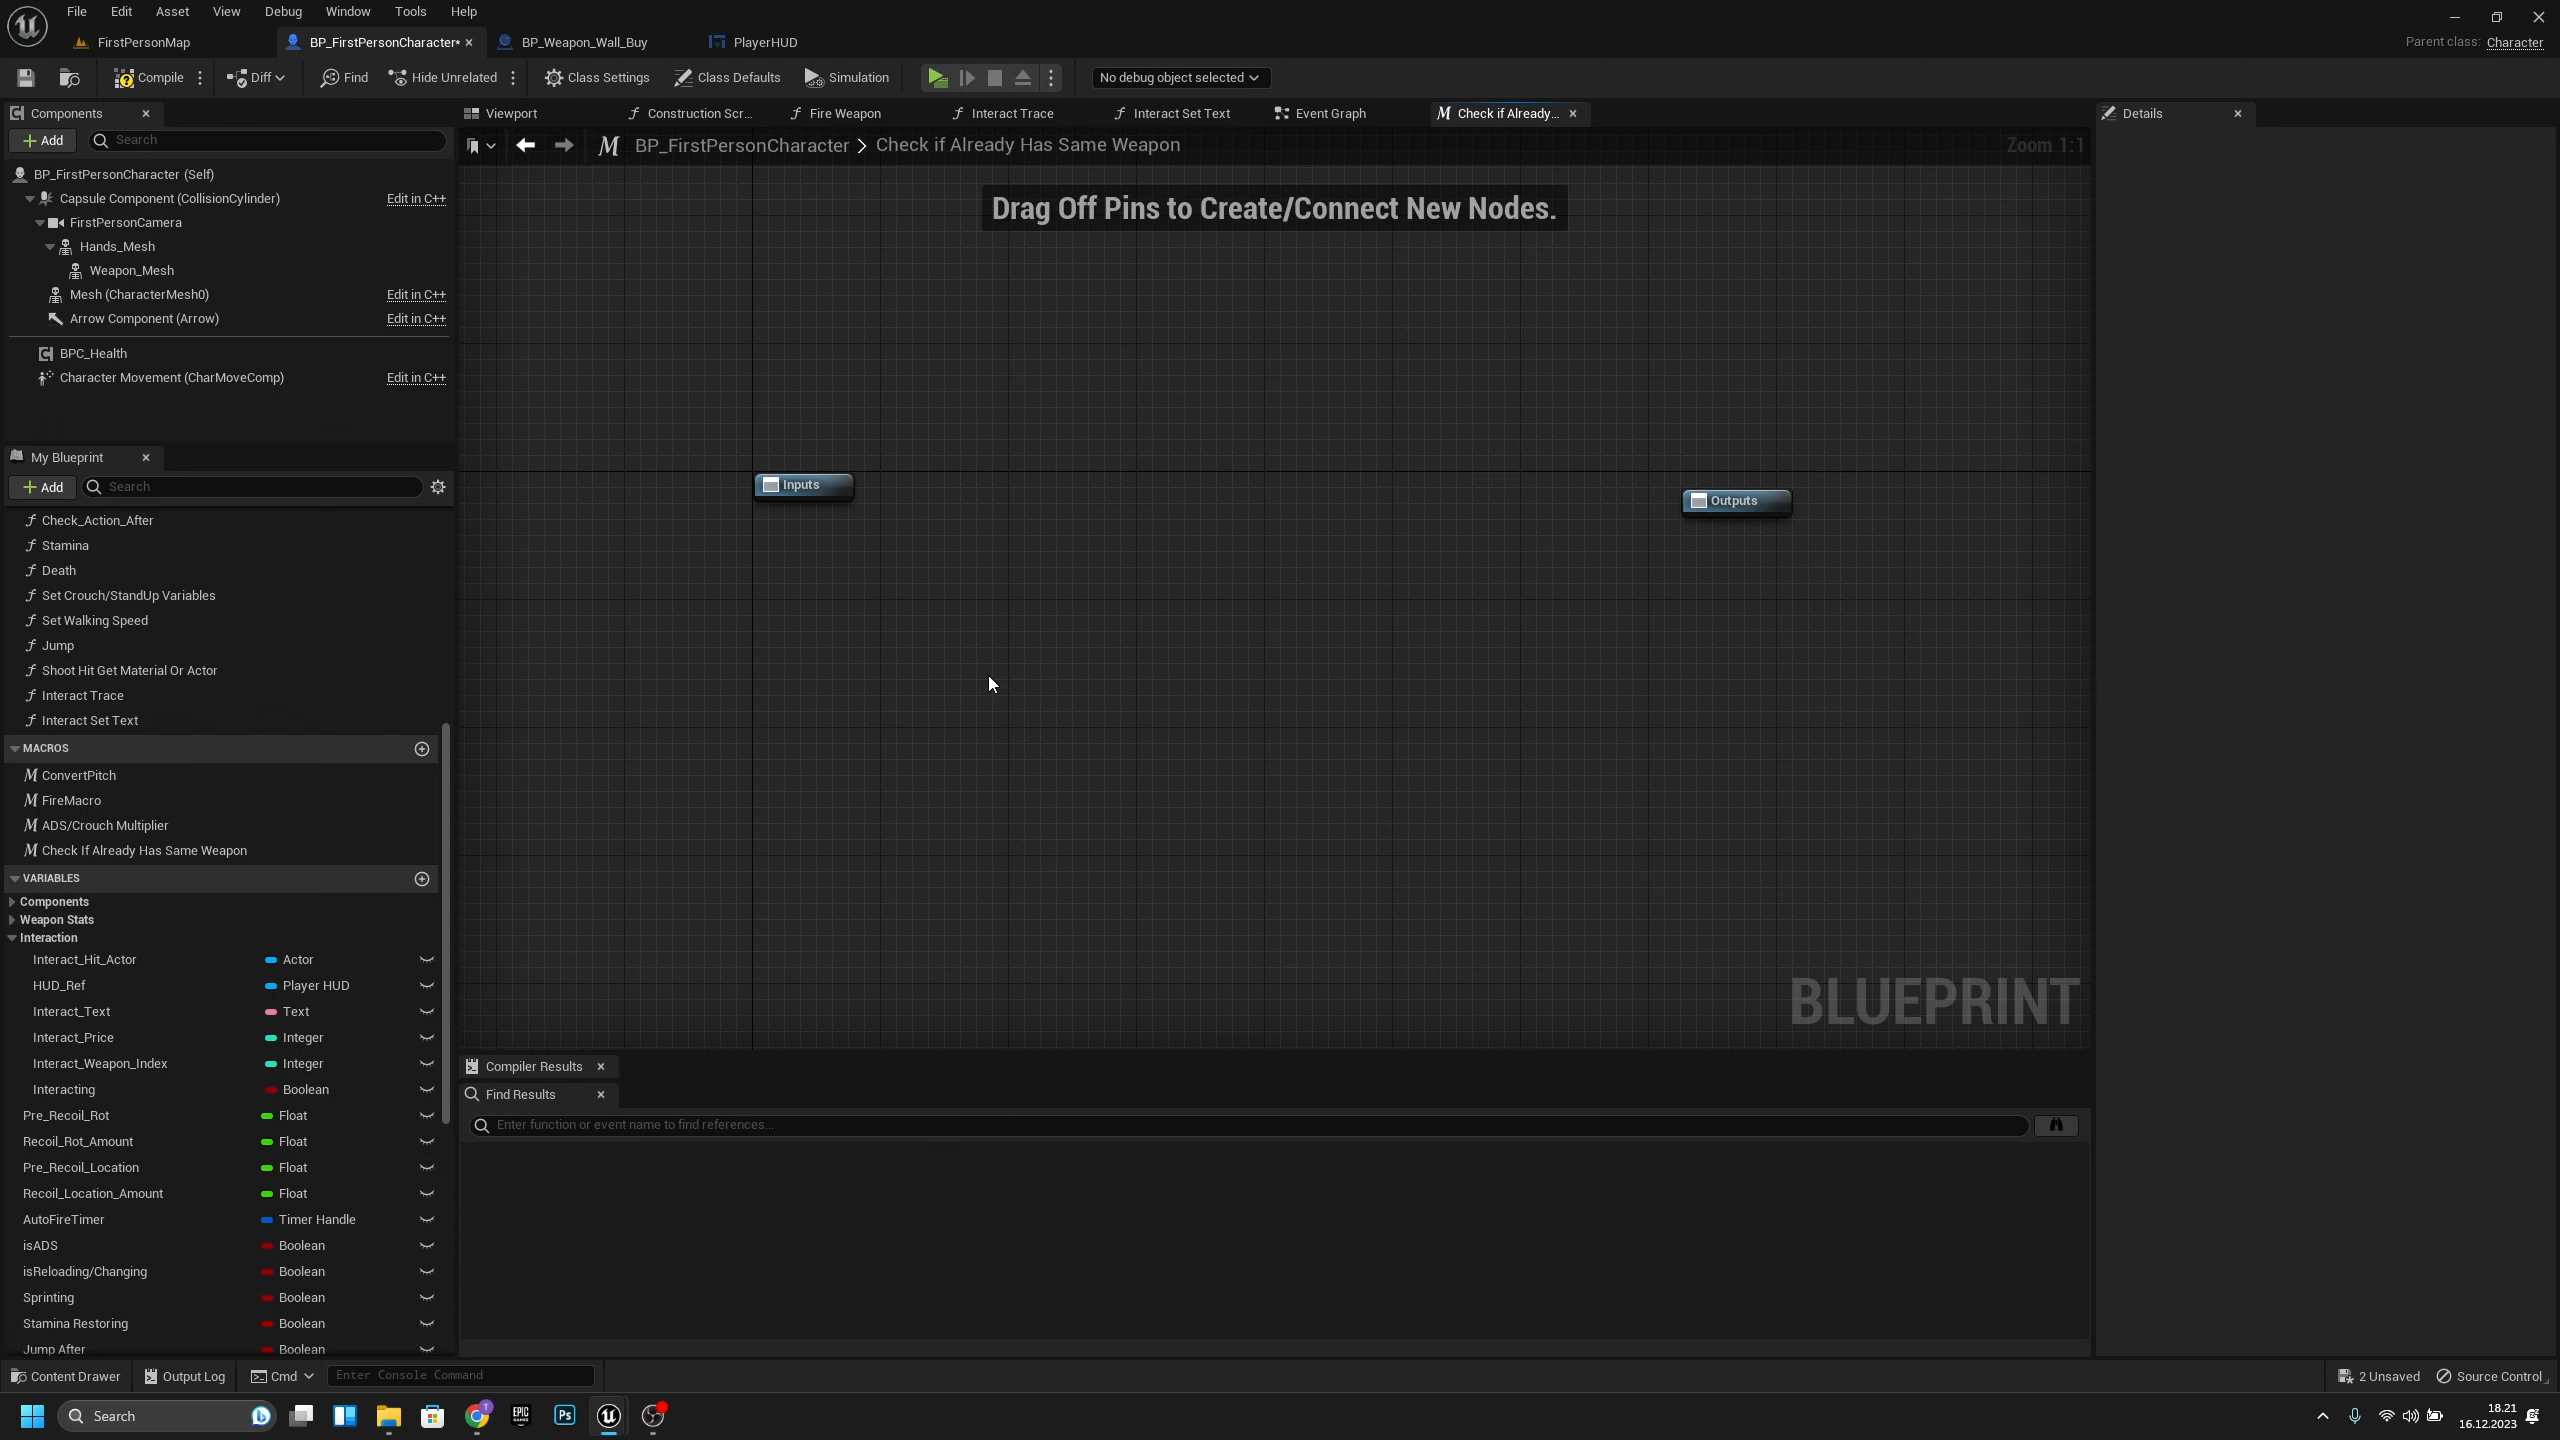 File Edit Asset View Debug Window Tools Help
FirstPersonMap BP_FirstPersonCharacter* BP_Weapon_Wall_Buy PlayerHUD
Parent class: Character
Compile Diff Find Hide Unrelated Class Settings Class Defaults Simulation No debug object selected
Components
Add Search
BP_FirstPersonCharacter (Self)
Capsule Component (CollisionCylinder) Edit in C++
FirstPersonCamera
Hands_Mesh
Weapon_Mesh
Mesh (CharacterMesh0) Edit in C++
Arrow Component (Arrow) Edit in C++
BPC_Health
Character Movement (CharMoveComp) Edit in C++
My Blueprint
Add Search
Check_Action_After
Stamina
Death
Set Crouch/StandUp Variables
Set Walking Speed
Jump
Shoot Hit Get Material Or Actor
Interact Trace
Interact Set Text
MACROS
ConvertPitch
FireMacro
ADS/Crouch Multiplier
Check If Already Has Same Weapon
VARIABLES
Components
Weapon Stats
Interaction
Interact_Hit_Actor Actor
HUD_Ref Player HUD
Interact_Text Text
Interact_Price Integer
Interact_Weapon_Index Integer
Interacting Boolean
Pre_Recoil_Rot Float
Recoil_Rot_Amount Float
Pre_Recoil_Location Float
Recoil_Location_Amount Float
AutoFireTimer Timer Handle
isADS Boolean
isReloading/Changing Boolean
Sprinting Boolean
Stamina Restoring Boolean
Jump After Boolean
Viewport Construction Scr... Fire Weapon Interact Trace Interact Set Text Event Graph Check if Already...
BP_FirstPersonCharacter > Check if Already Has Same Weapon
Zoom 1:1
Drag Off Pins to Create/Connect New Nodes.
Inputs
Outputs
BLUEPRINT
Compiler Results
Find Results
Enter function or event name to find references...
Details
Content Drawer Output Log Cmd Enter Console Command
2 Unsaved Source Control
Search
18.21
16.12.2023